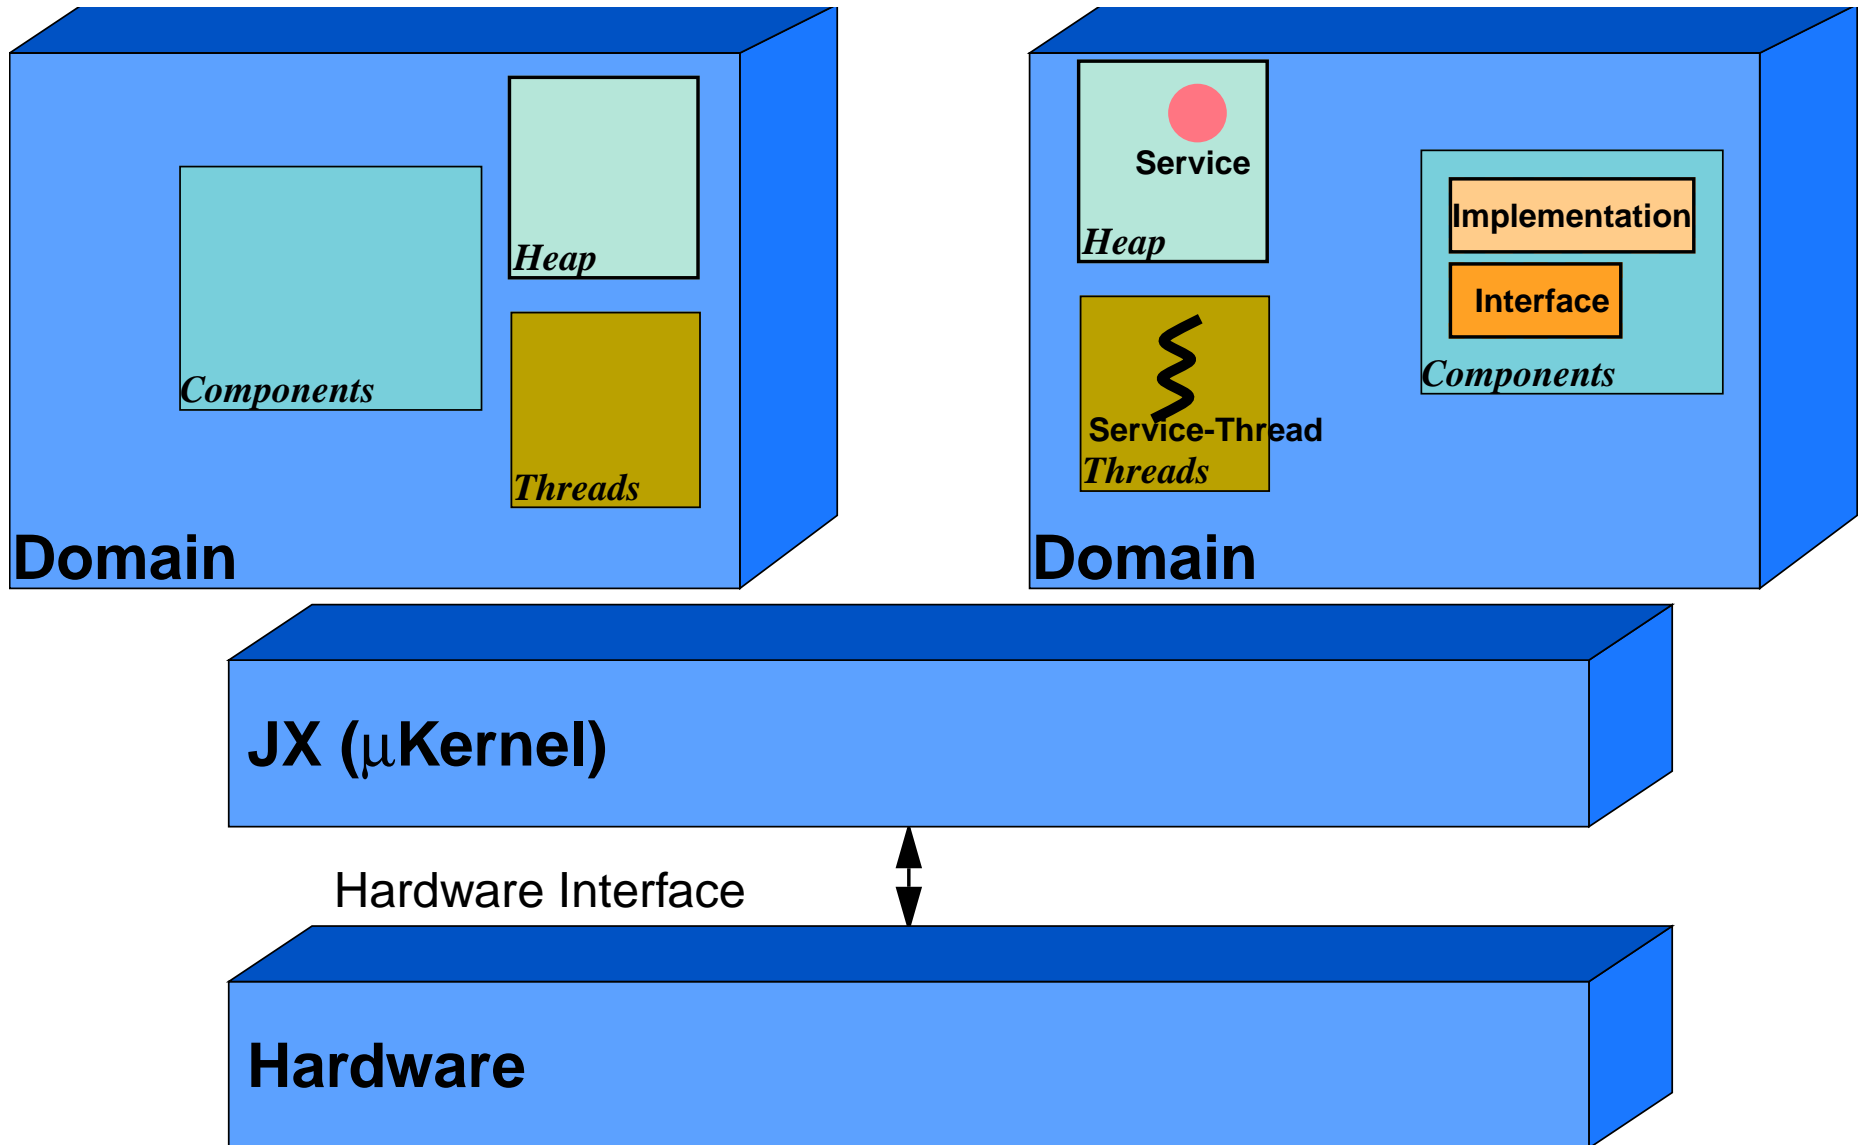 Heap
Components
Threads
Domain
Service
Heap
Implementation
Interface
Components
Service-Thread
Threads
Domain
JX (μKernel)
Hardware Interface
Hardware